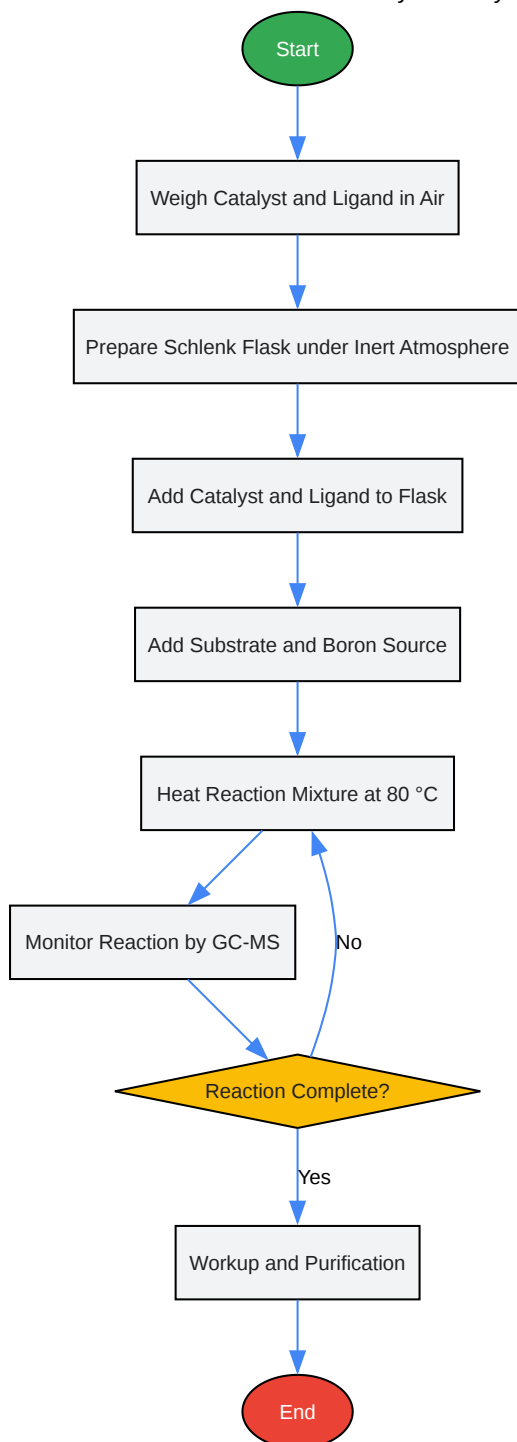 Start
Weigh Catalyst and Ligand in Air
Prepare Schlenk Flask under Inert Atmosphere
Add Catalyst and Ligand to Flask
Add Substrate and Boron Source
Heat Reaction Mixture at 80 °C
Monitor Reaction by GC-MS
No
Reaction Complete?
Yes
Workup and Purification
End